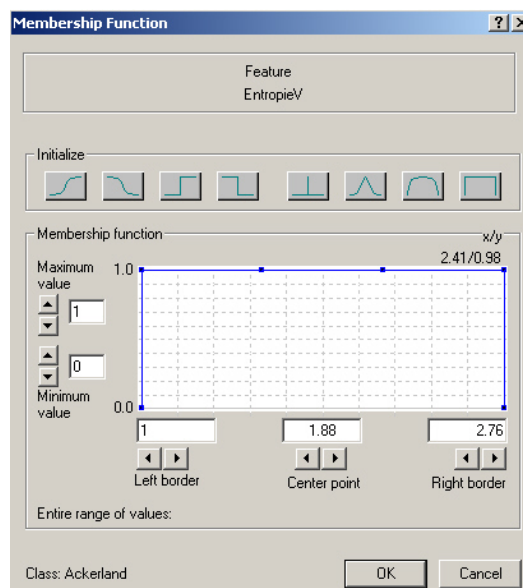 Membership Function
Feature
EntropieV
Initialize
Membership function
x/y
2.41/0.98
Maximum
value
1.0
1
0
Minimum
value
0.0
1
1.88
2.76
Left border
Center point
Right border
Entire range of values:
Class: Ackerland
OK
Cancel